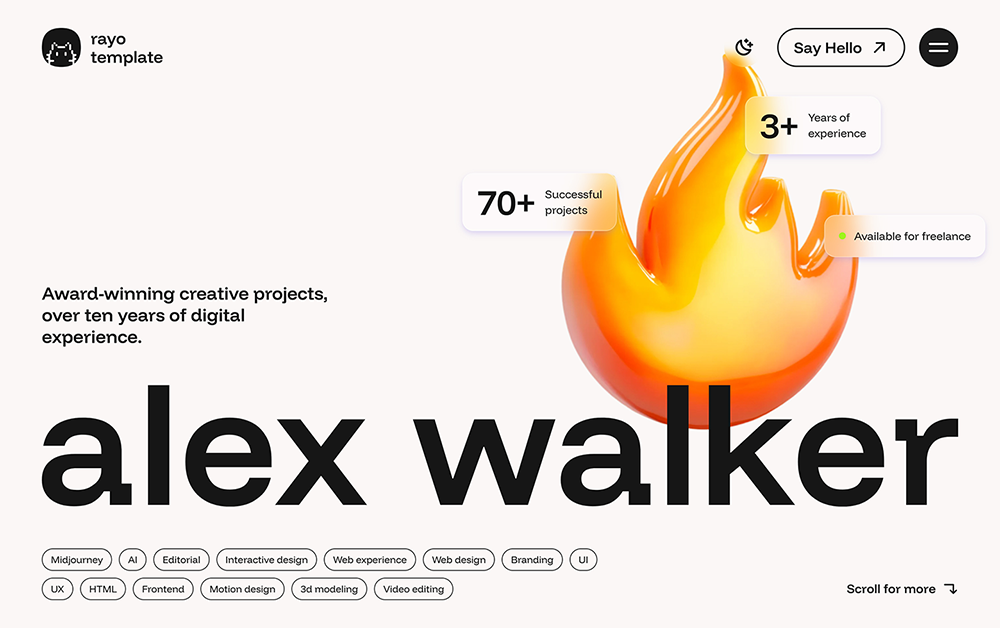 rayo
template
Say Hello
3+
Years of
experience
70+
Successful
projects
Available for freelance
Award-winning creative projects,
over ten years of digital
experience.
alex walker
Midjourney AI Editorial Interactive design Web experience Web design Branding UI
UX HTML Frontend Motion design 3d modeling Video editing
Scroll for more